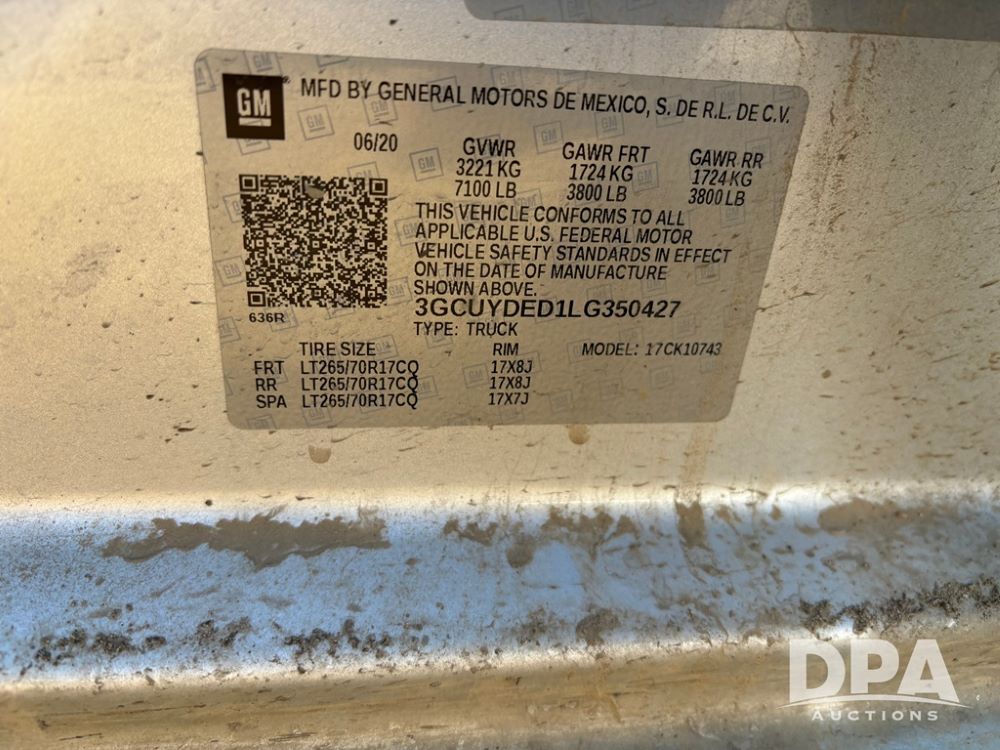 GM MFD BY GENERAL MOTORS DE MEXICO, S. DE R.L. DE C.V.
06/20 GVWR GAWR FRT GAWR RR
3221 KG 1724 KG 1724 KG
7100 LB 3800 LB 3800 LB
THIS VEHICLE CONFORMS TO ALL
APPLICABLE U.S. FEDERAL MOTOR
VEHICLE SAFETY STANDARDS IN EFFECT
ON THE DATE OF MANUFACTURE
SHOWN ABOVE.
636R 3GCUYDED1LG350427
TYPE: TRUCK
TIRE SIZE RIM MODEL: 17CK10743
FRT LT265/70R17CQ 17X8J
RR LT265/70R17CQ 17X8J
SPA LT265/70R17CQ 17X7J
DPA
AUCTIONS